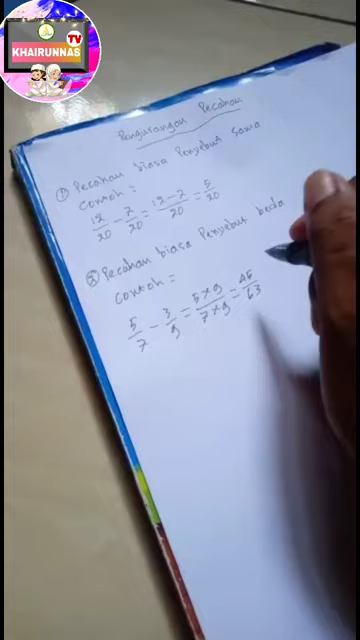 KHAIRUNNAS TV
Pengurangan Pecahan
① Pecahan biasa Penyebut sama
Contoh :
12/20 - 7/20 = 12-7/20 = 5/20
② Pecahan biasa Penyebut beda
Contoh =
5/7 - 3/9 = 5×9/7×9 = 45/63